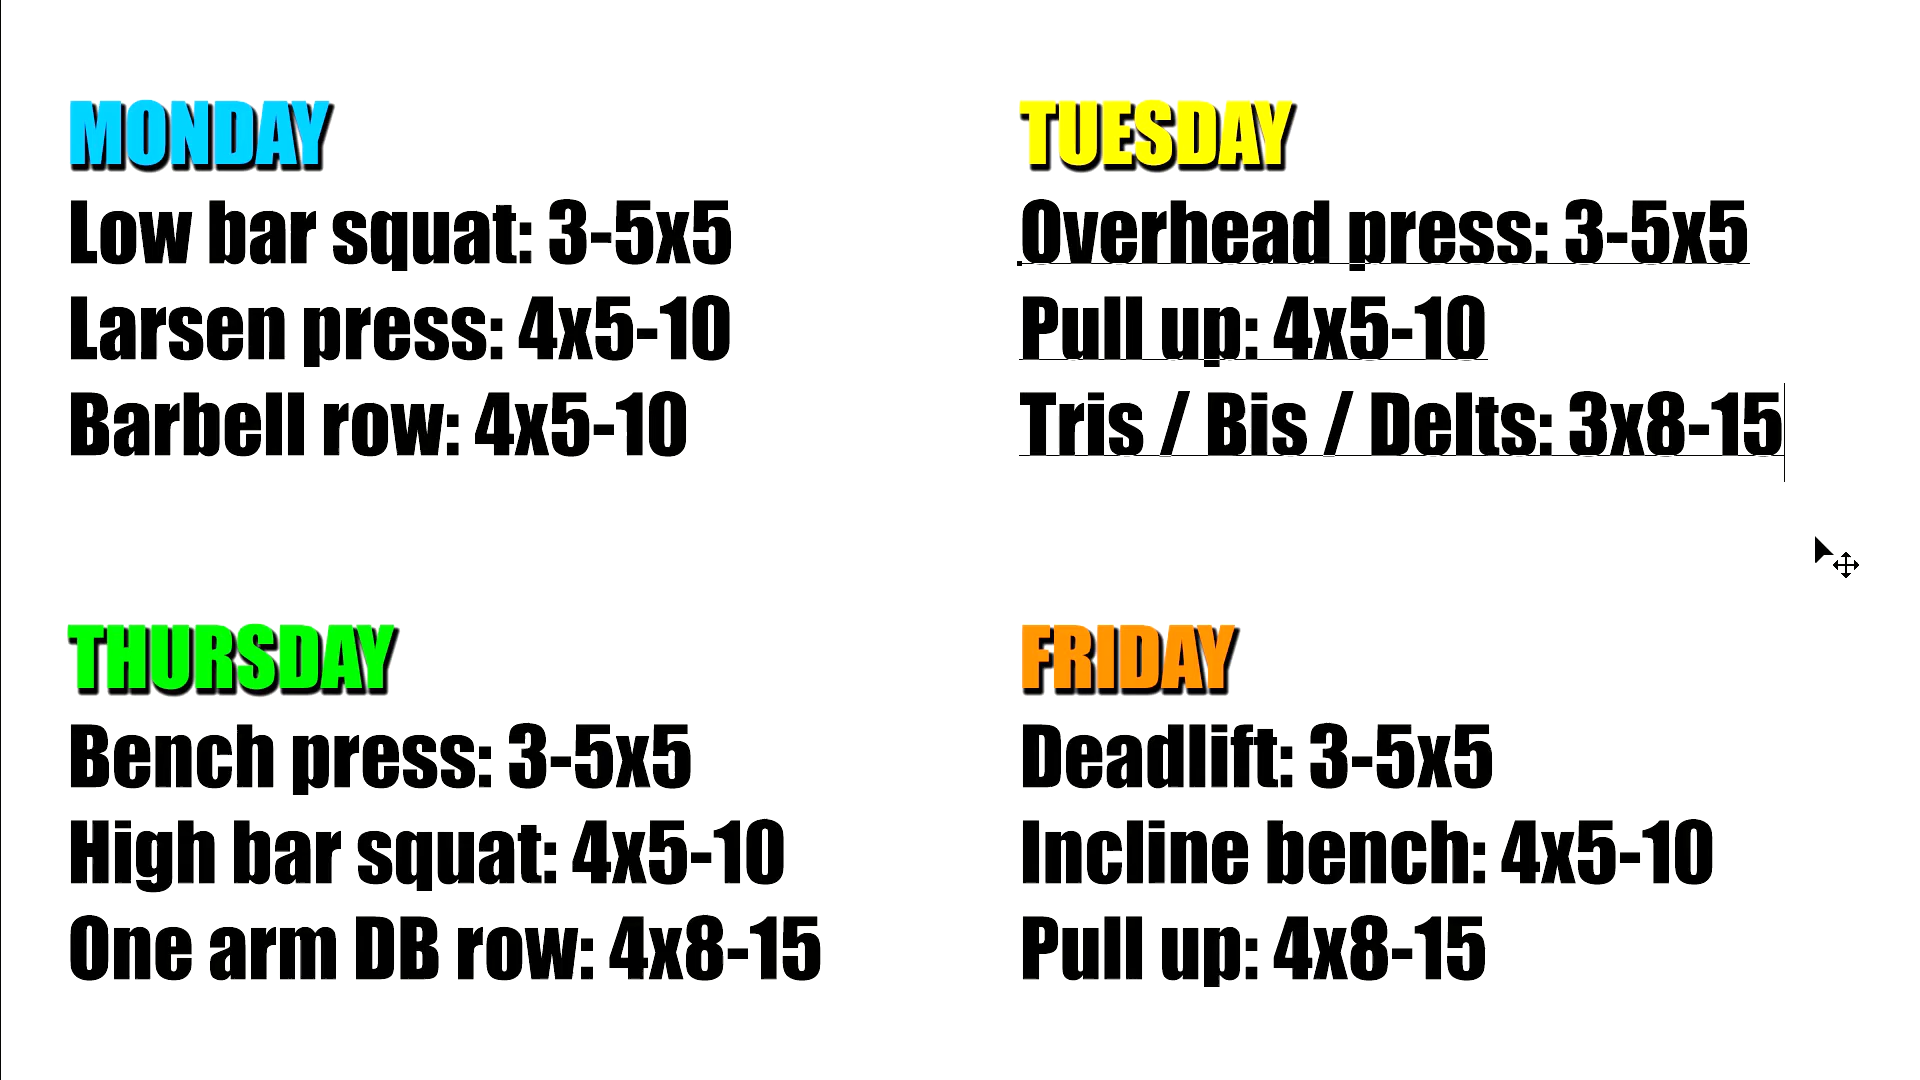 MONDAY
Low bar squat: 3-5x5
Larsen press: 4x5-10
Barbell row: 4x5-10
TUESDAY
Overhead press: 3-5x5
Pull up: 4x5-10
Tris / Bis / Delts: 3x8-15
THURSDAY
Bench press: 3-5x5
High bar squat: 4x5-10
One arm DB row: 4x8-15
FRIDAY
Deadlift: 3-5x5
Incline bench: 4x5-10
Pull up: 4x8-15